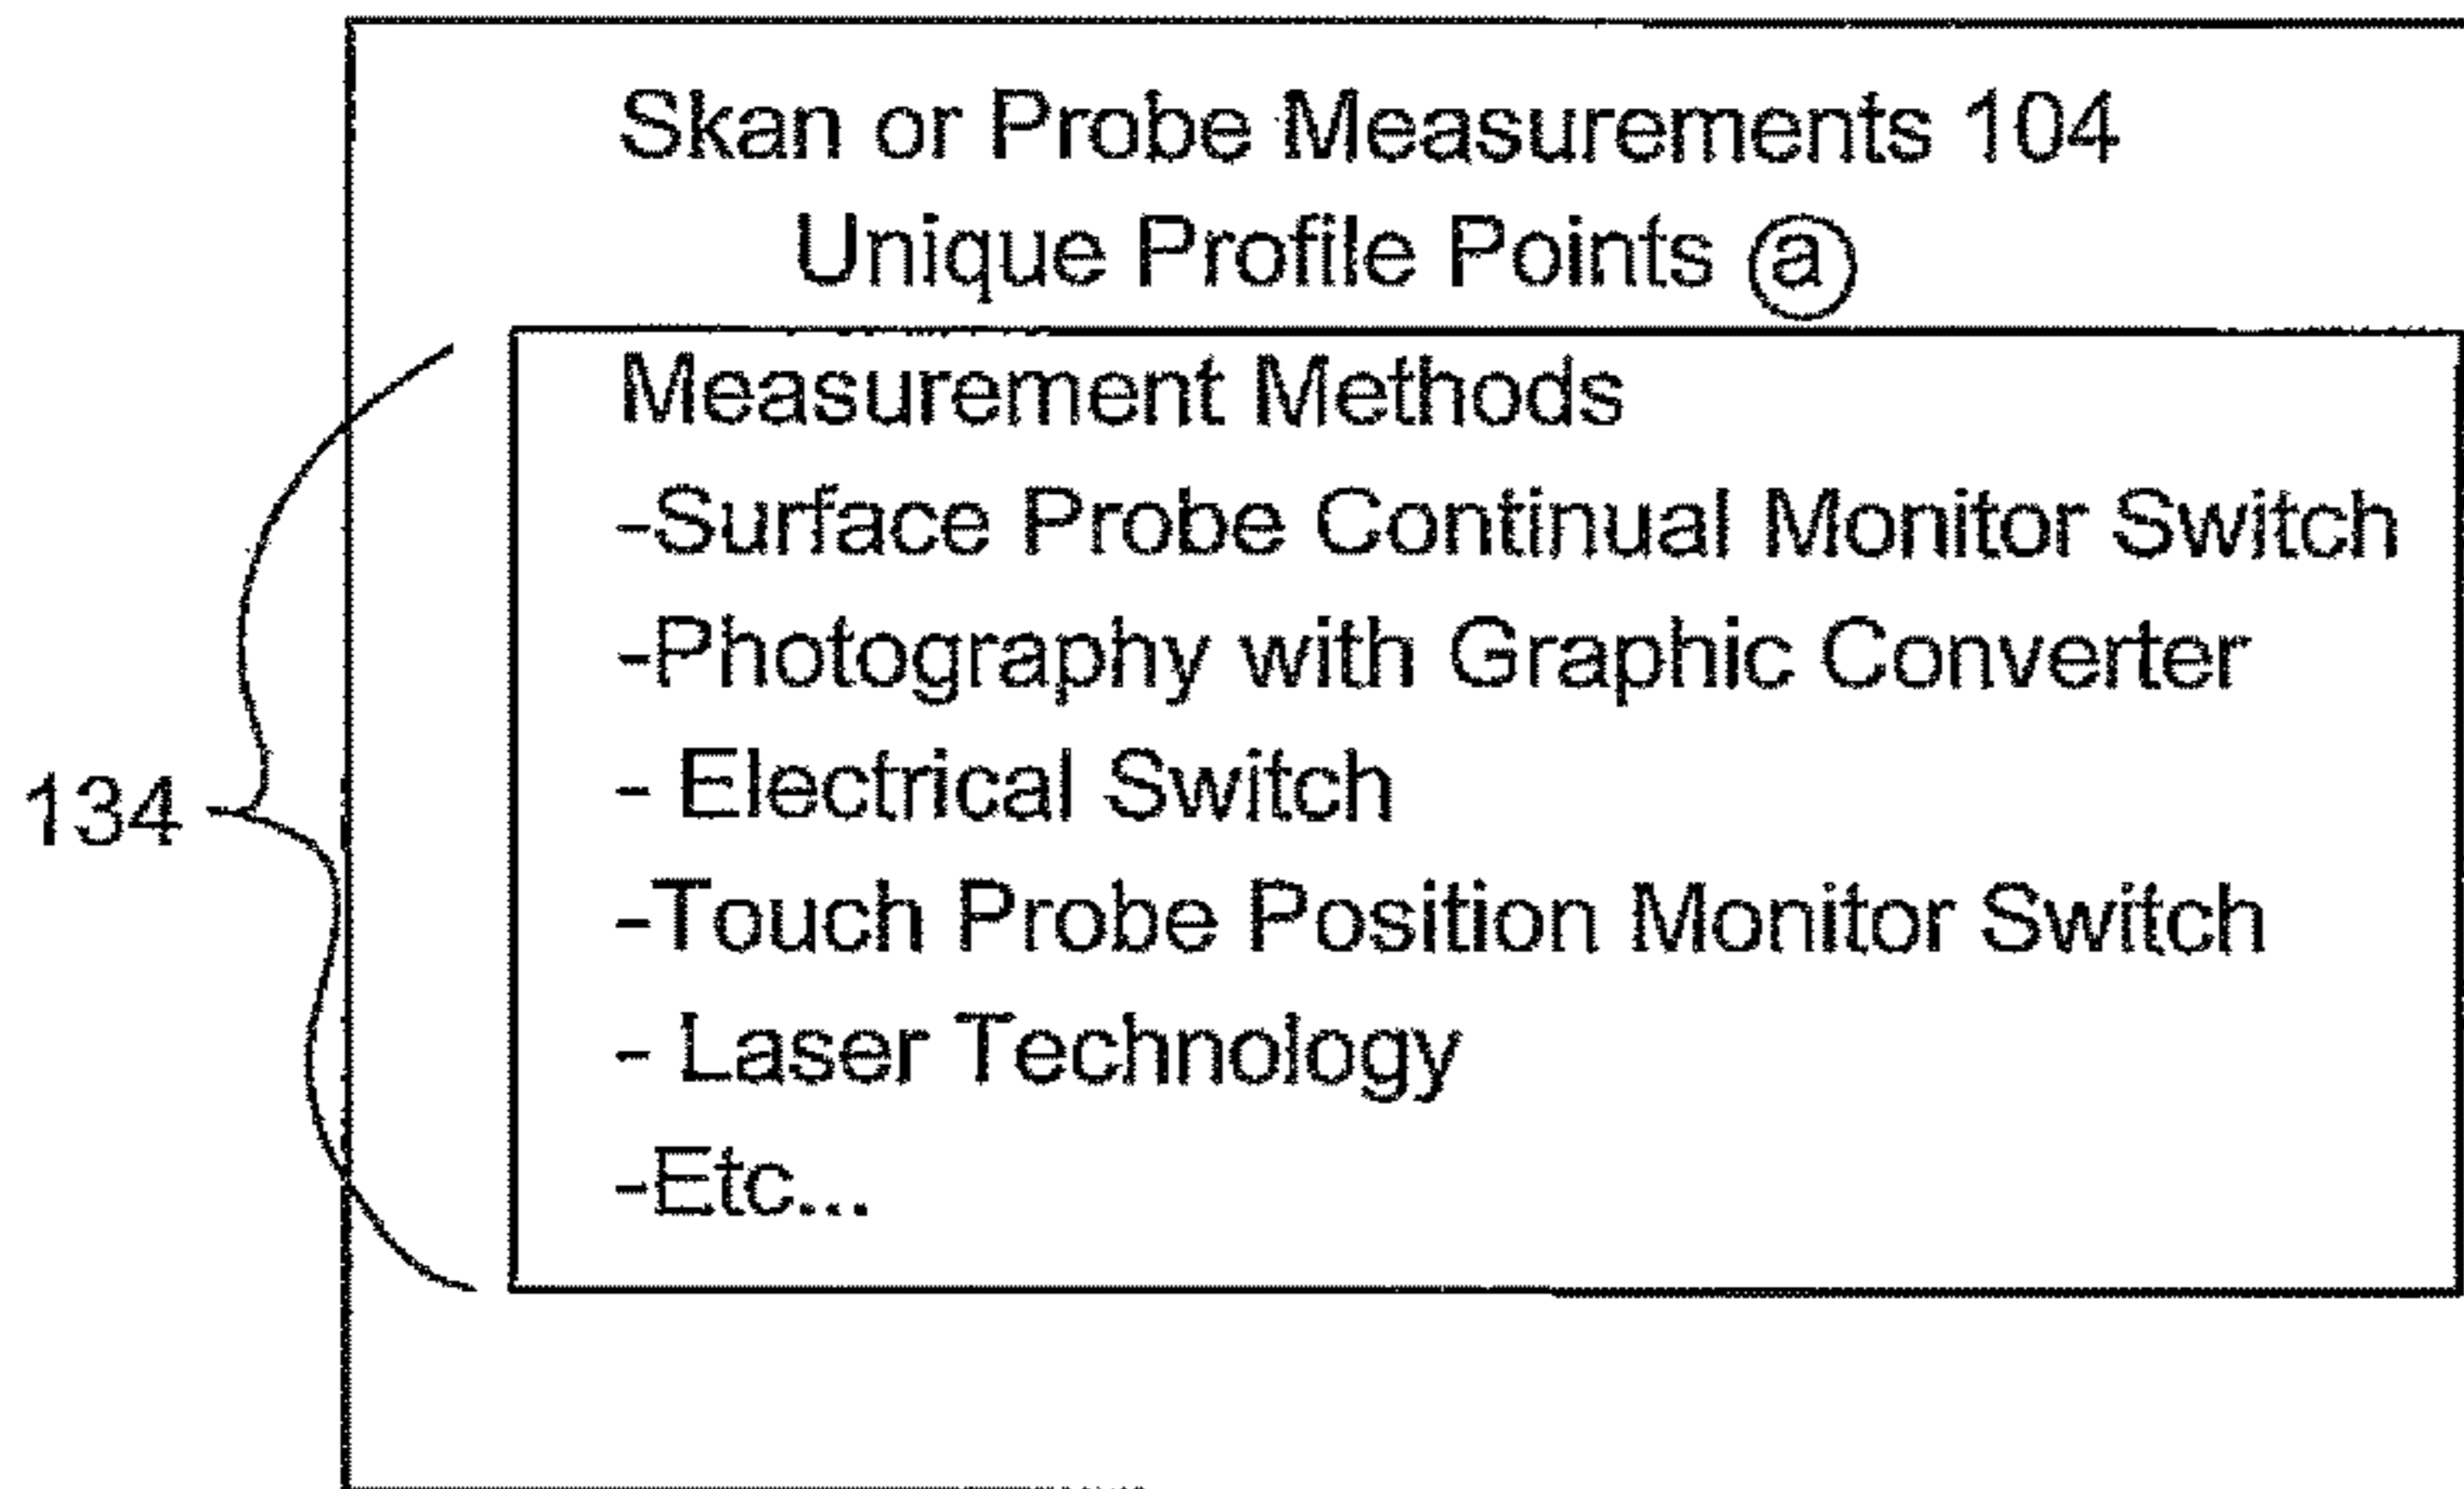 Skan or Probe Measurements 104
Unique Profile Points ⓐ
Measurement Methods
-Surface Probe Continual Monitor Switch
-Photography with Graphic Converter
- Electrical Switch
134
-Touch Probe Position Monitor Switch
- Laser Technology
-Etc...